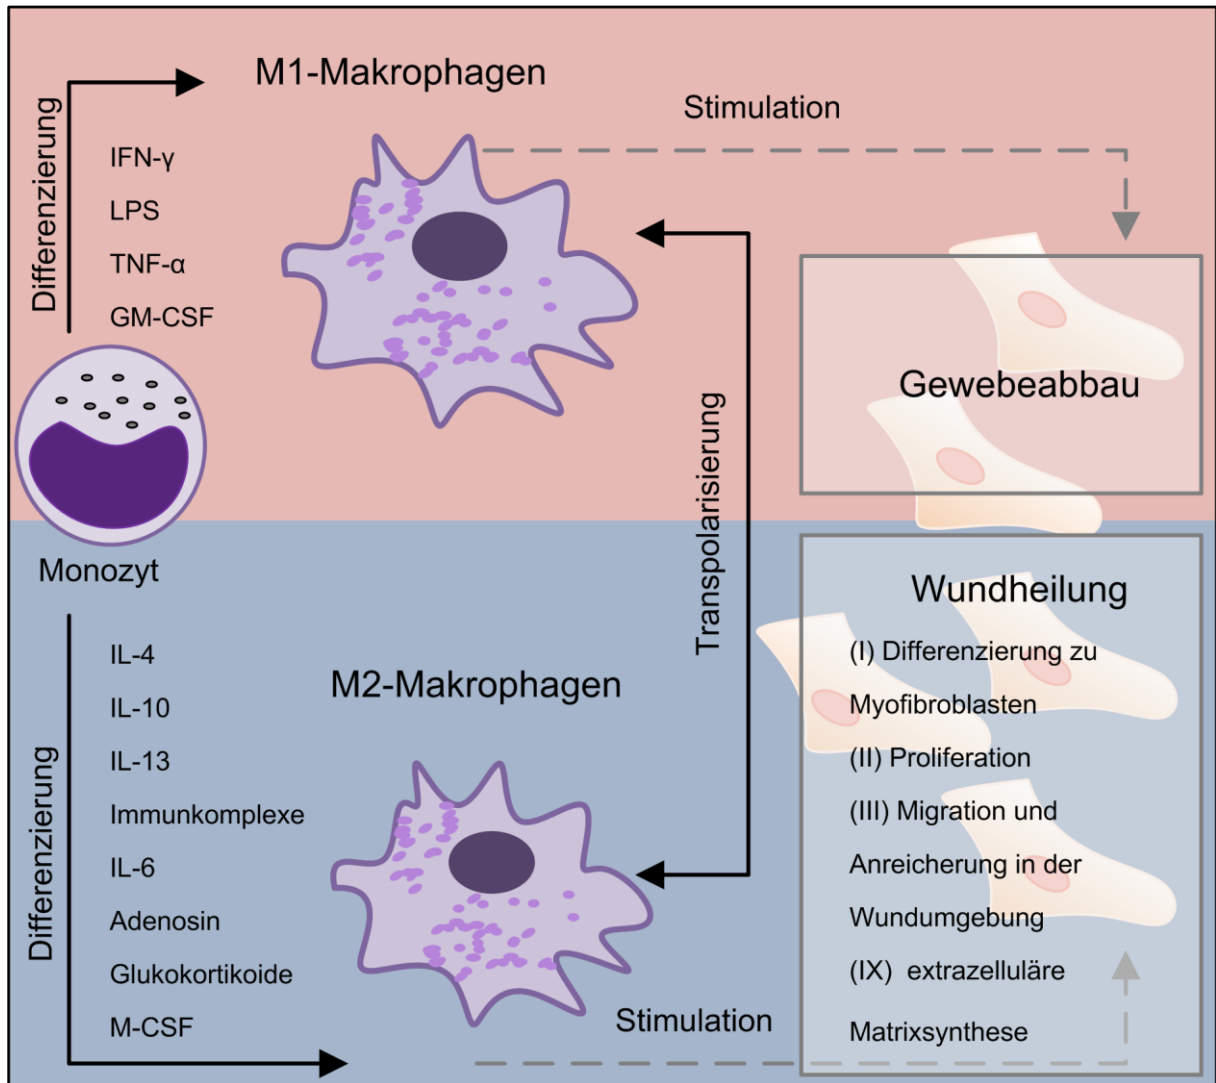 M1-Makrophagen
Stimulation
Differenzierung
IFN-γ
LPS
TNF-α
GM-CSF
Gewebeabbau
Transpolarisierung
Monozyt
Wundheilung
(I) Differenzierung zu
Myofibroblasten
(II) Proliferation
(III) Migration und
Anreicherung in der
Wundumgebung
(IX) extrazelluläre
Matrixsynthese
Differenzierung
IL-4
IL-10
IL-13
Immunkomplexe
IL-6
Adenosin
Glukokortikoide
M-CSF
M2-Makrophagen
Stimulation